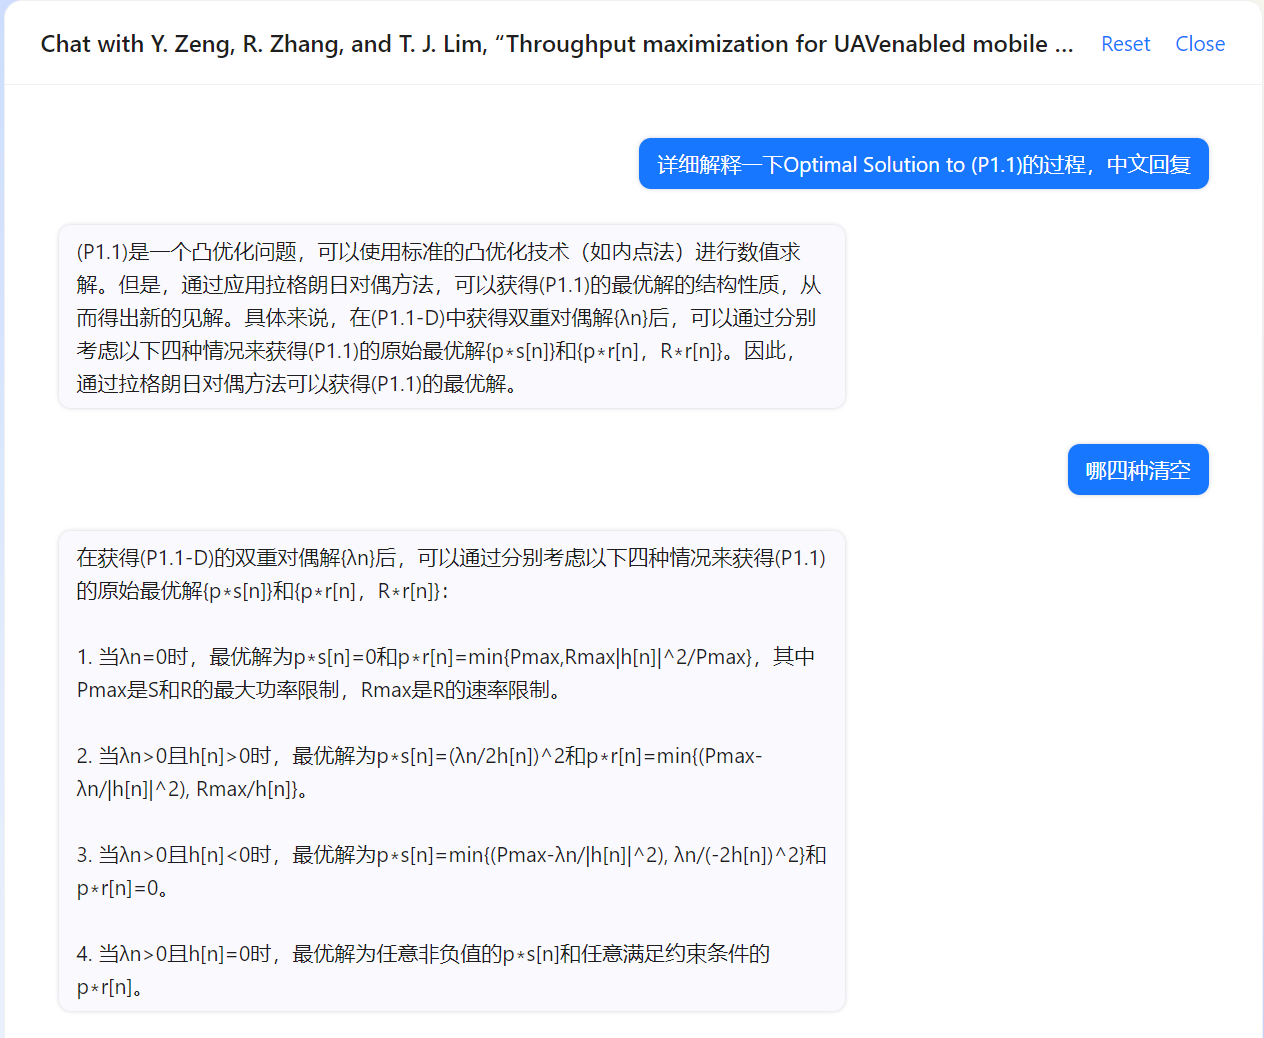 Chat with Y. Zeng, R. Zhang, and T. J. Lim, “Throughput maximization for UAVenabled mobile ...
Reset
Close
详细解释一下Optimal Solution to (P1.1)的过程，中文回复
(P1.1)是一个凸优化问题，可以使用标准的凸优化技术（如内点法）进行数值求
解。但是，通过应用拉格朗日对偶方法，可以获得(P1.1)的最优解的结构性质，从
而得出新的见解。具体来说，在(P1.1-D)中获得双重对偶解{λn}后，可以通过分别
考虑以下四种情况来获得(P1.1)的原始最优解{p∗s[n]}和{p∗r[n]，R∗r[n]}。因此，
通过拉格朗日对偶方法可以获得(P1.1)的最优解。
哪四种清空
在获得(P1.1-D)的双重对偶解{λn}后，可以通过分别考虑以下四种情况来获得(P1.1)
的原始最优解{p∗s[n]}和{p∗r[n]，R∗r[n]}：
1. 当λn=0时，最优解为p∗s[n]=0和p∗r[n]=min{Pmax,Rmax|h[n]|^2/Pmax}，其中
Pmax是S和R的最大功率限制，Rmax是R的速率限制。
2. 当λn>0且h[n]>0时，最优解为p∗s[n]=(λn/2h[n])^2和p∗r[n]=min{(Pmax-
λn/|h[n]|^2), Rmax/h[n]}。
3. 当λn>0且h[n]<0时，最优解为p∗s[n]=min{(Pmax-λn/|h[n]|^2), λn/(-2h[n])^2}和
p∗r[n]=0。
4. 当λn>0且h[n]=0时，最优解为任意非负值的p∗s[n]和任意满足约束条件的
p∗r[n]。